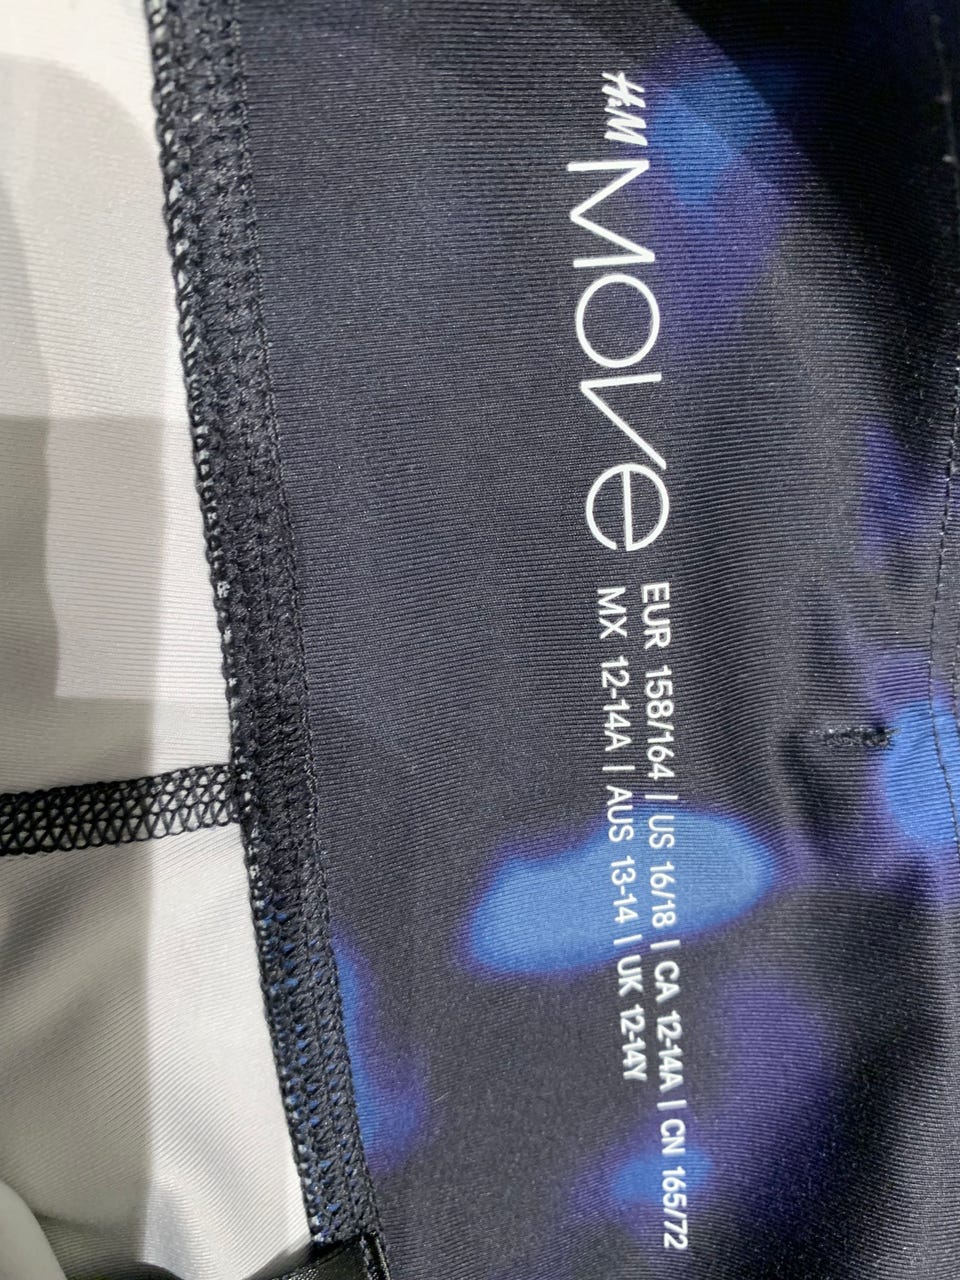 H&M
Move
EUR 158/164 | US 16/18 | CA 12-14A | CN 165/72
MX 12-14A | AUS 13-14 | UK 12-14Y